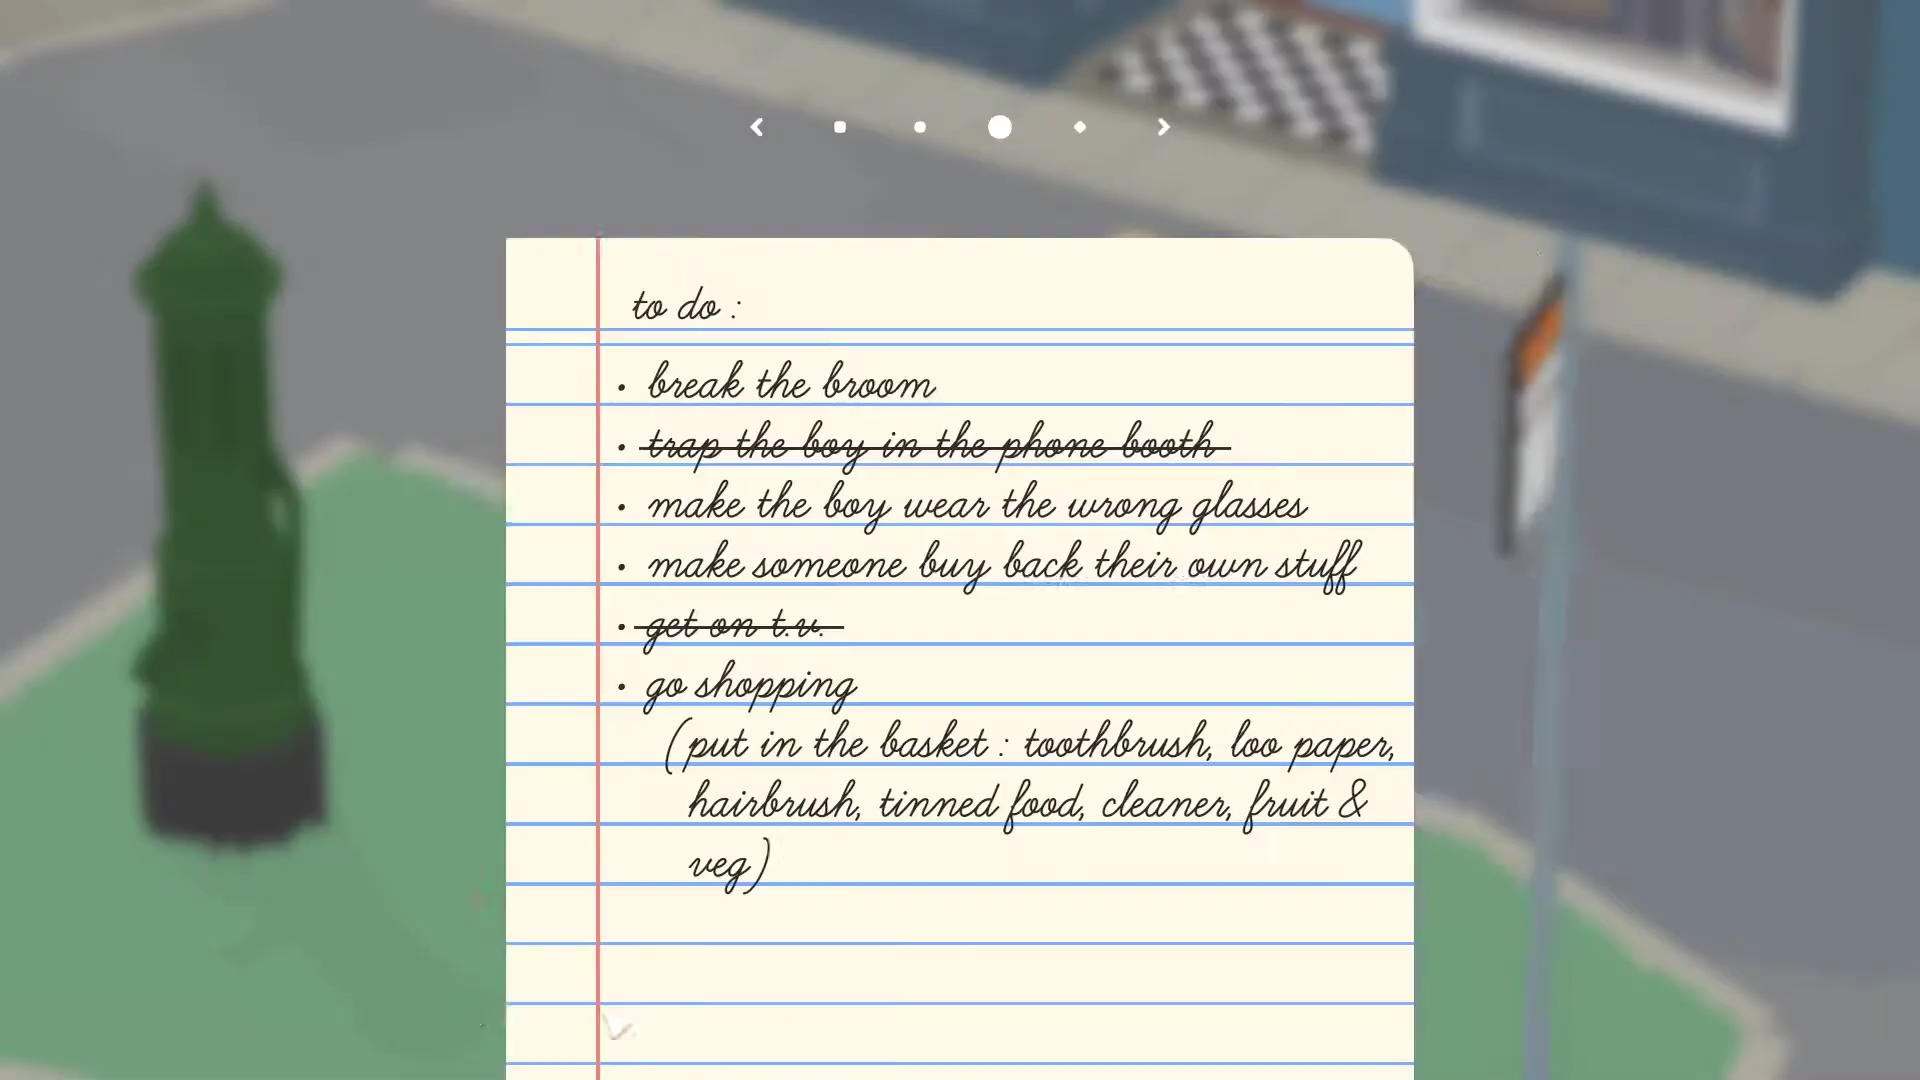 to do :
• break the broom
• trap the boy in the phone booth
• make the boy wear the wrong glasses
• make someone buy back their own stuff
• get on t.v.
• go shopping
(put in the basket : toothbrush, loo paper,
hairbrush, tinned food, cleaner, fruit &
veg)